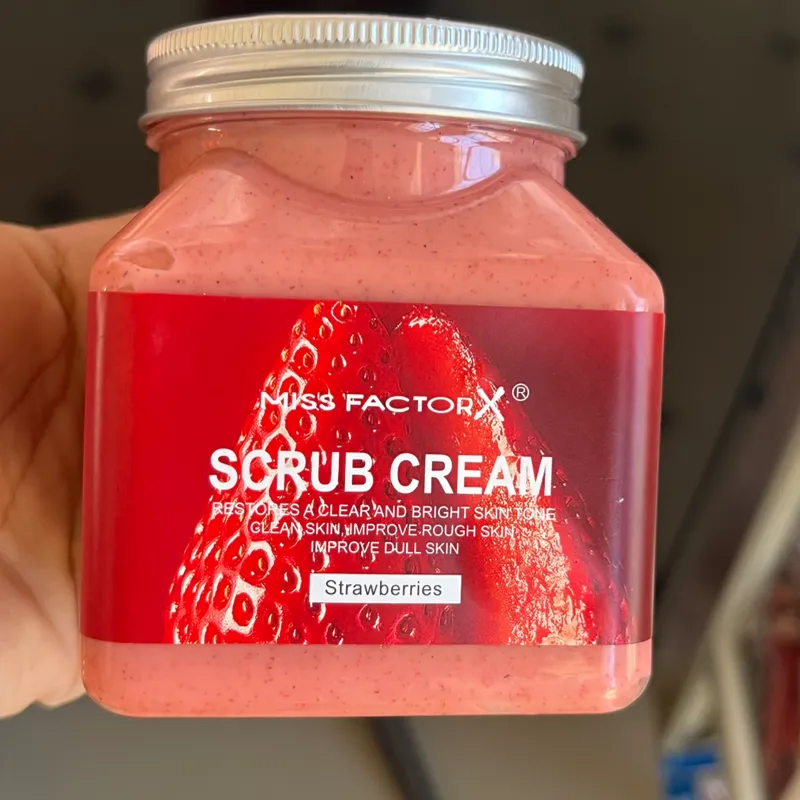 MISS FACTORX®
SCRUB CREAM
RESTORES A CLEAR AND BRIGHT SKIN TONE
CLEAN SKIN, IMPROVE ROUGH SKIN
IMPROVE DULL SKIN
Strawberries